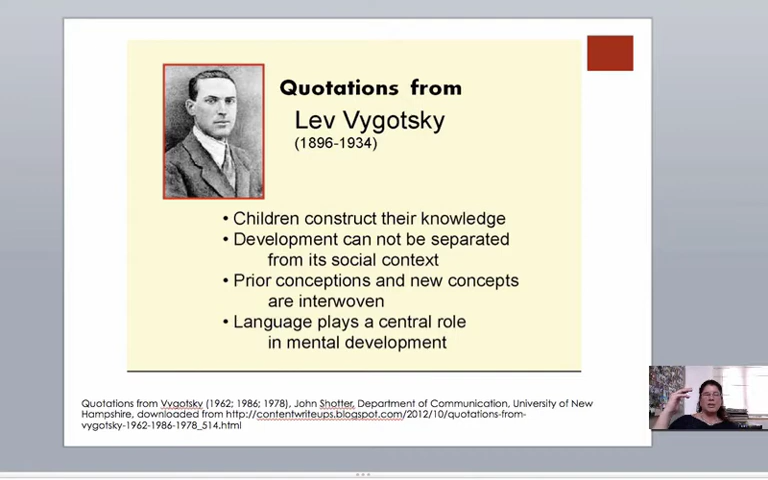 Quotations from
Lev Vygotsky
(1896-1934)
• Children construct their knowledge
• Development can not be separated
from its social context
• Prior conceptions and new concepts
are interwoven
• Language plays a central role
in mental development
Quotations from Vygotsky (1962; 1986; 1978), John Shotter, Department of Communication, University of New
Hampshire, downloaded from http://contentwriteups.blogspot.com/2012/10/quotations-from-
vygotsky-1962-1986-1978_514.html